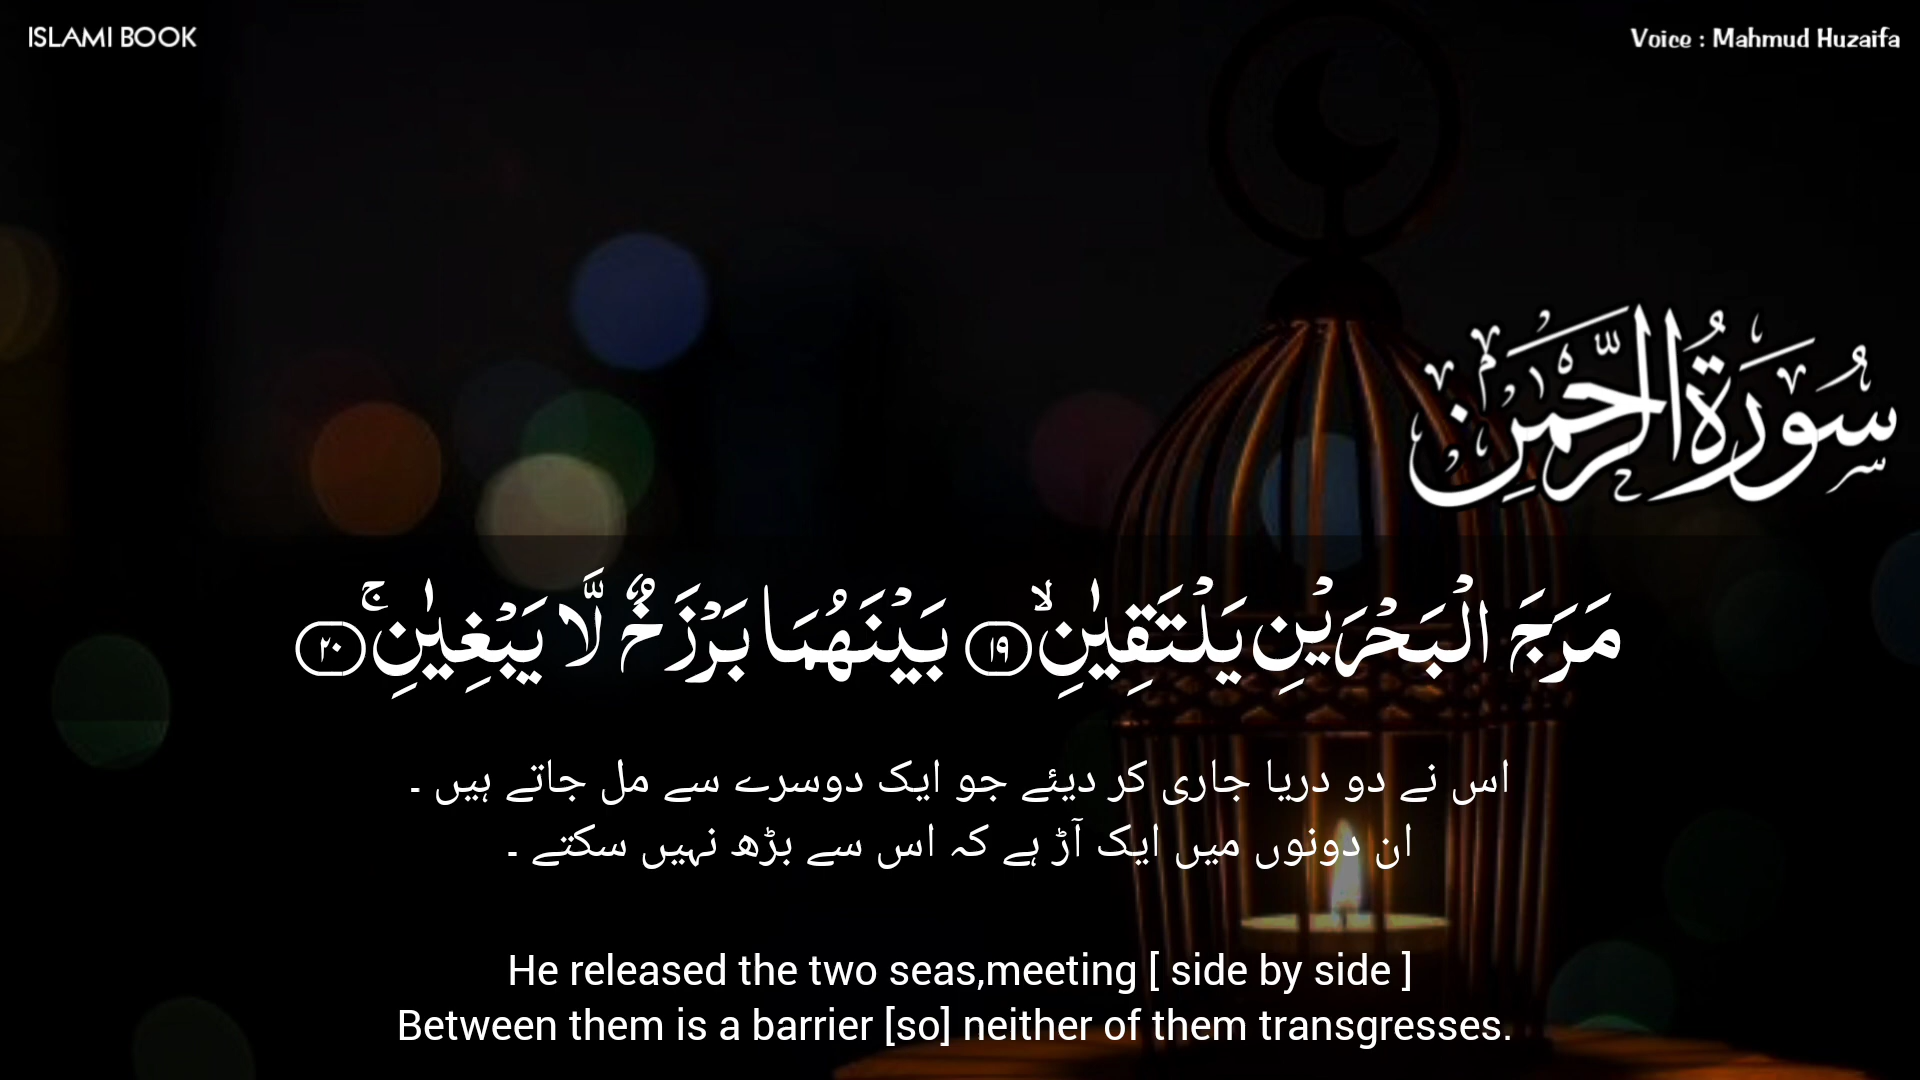 ISLAMI BOOK
Voice : Mahmud Huzaifa
سُورَةُ الرَّحْمٰنِ
مَرَجَ الْبَحْرَيْنِ يَلْتَقِيٰنِۙ ۝١٩ بَيْنَهُمَا بَرْزَخٌ لَّا يَبْغِيٰنِۚ ۝٢٠
اس نے دو دریا جاری کر دیئے جو ایک دوسرے سے مل جاتے ہیں ۔
ان دونوں میں ایک آڑ ہے کہ اس سے بڑھ نہیں سکتے ۔
He released the two seas,meeting [ side by side ]
Between them is a barrier [so] neither of them transgresses.